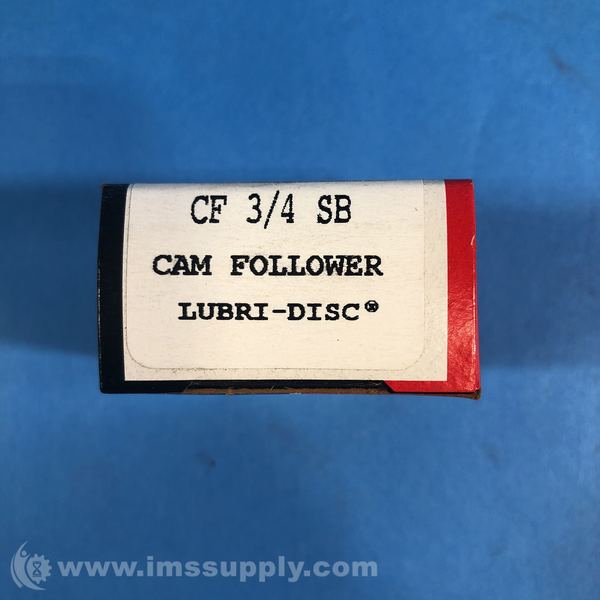 CF 3/4 SB
CAM FOLLOWER
LUBRI-DISC®
www.imssupply.com